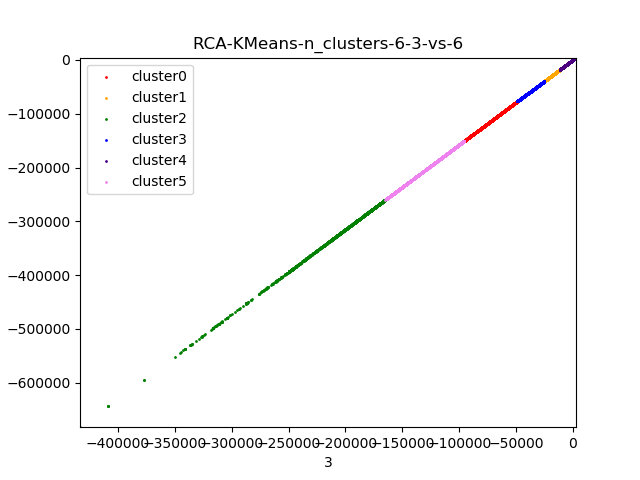 RCA-KMeans-n_clusters-6-3-vs-6
cluster0
cluster1
cluster2
cluster3
cluster4
cluster5
0
−100000
−200000
−300000
−400000
−500000
−600000
−400000−350000−300000−250000−200000−150000−100000 −50000 0
3